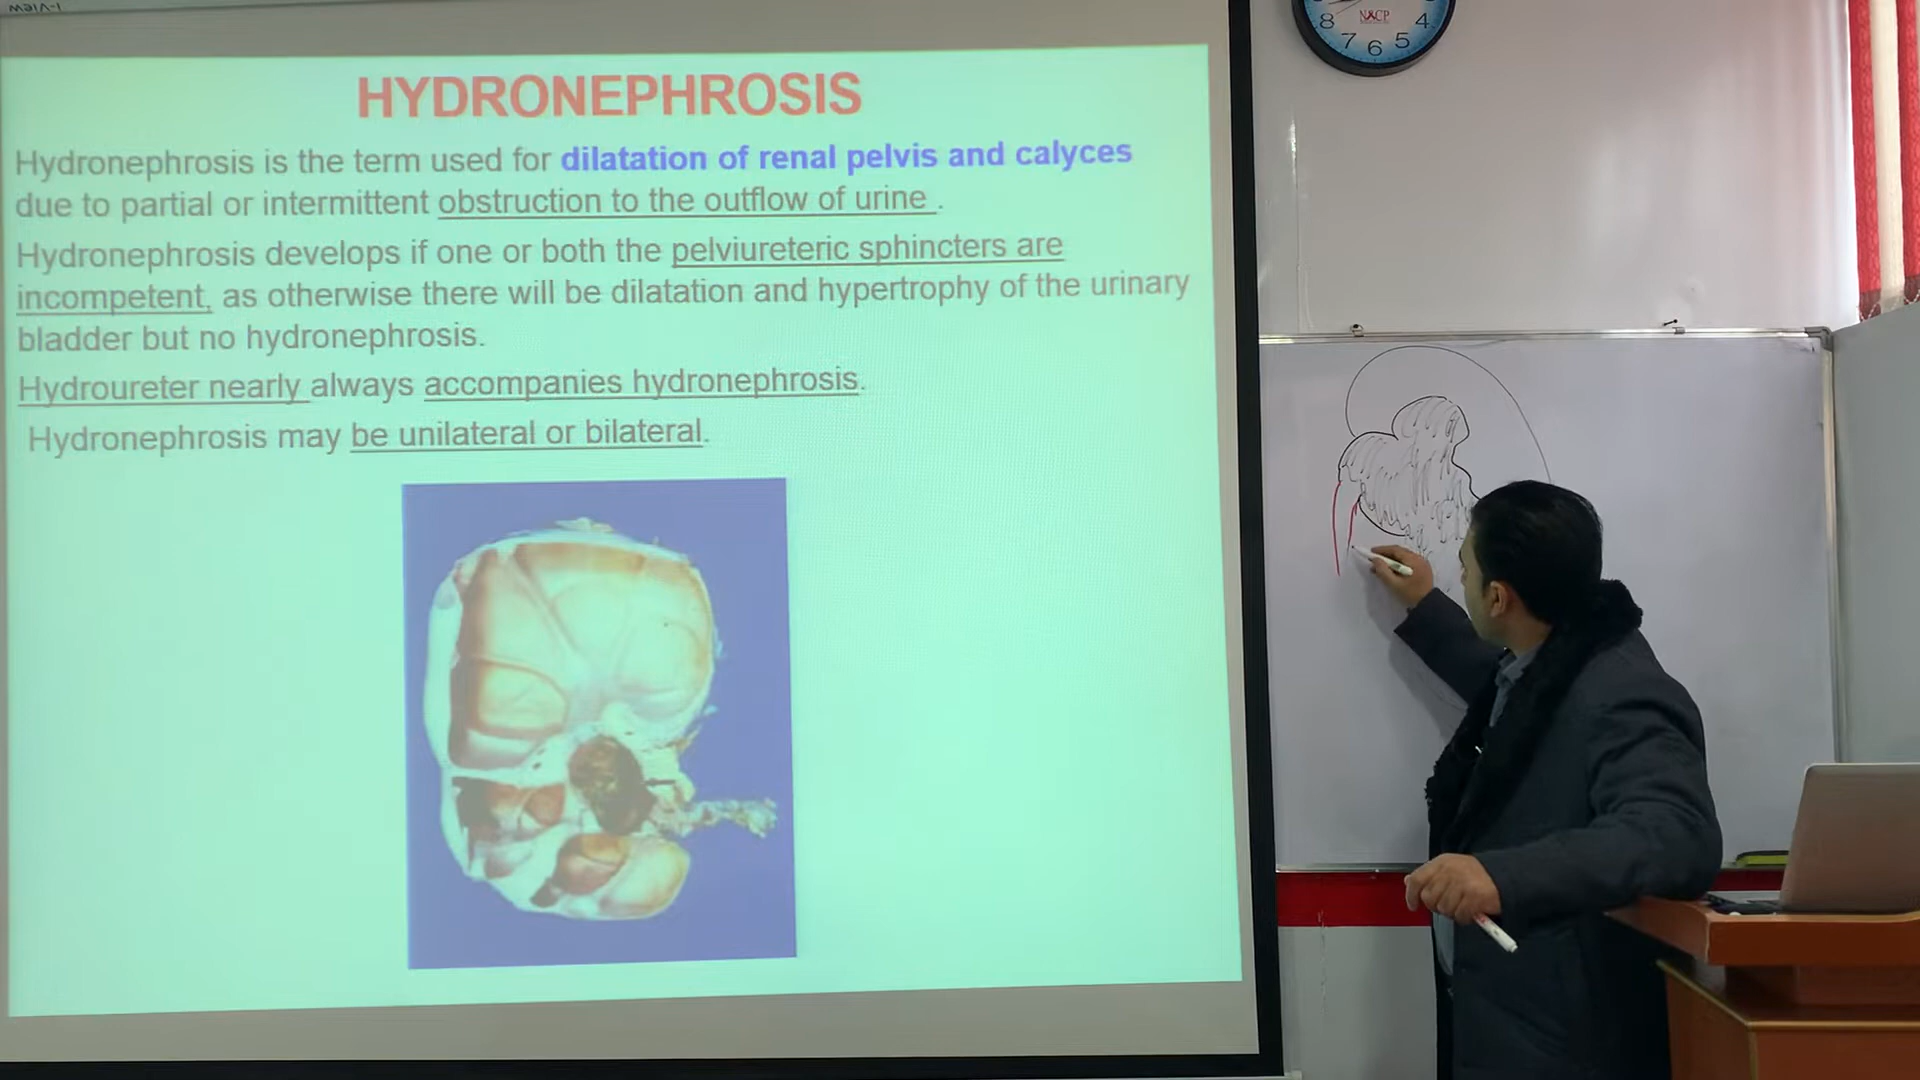 HYDRONEPHROSIS
Hydronephrosis is the term used for dilatation of renal pelvis and calyces
due to partial or intermittent obstruction to the outflow of urine .
Hydronephrosis develops if one or both the pelviureteric sphincters are
incompetent, as otherwise there will be dilatation and hypertrophy of the urinary
bladder but no hydronephrosis.
Hydroureter nearly always accompanies hydronephrosis.
Hydronephrosis may be unilateral or bilateral.
N&CP
8 4
7 6 5